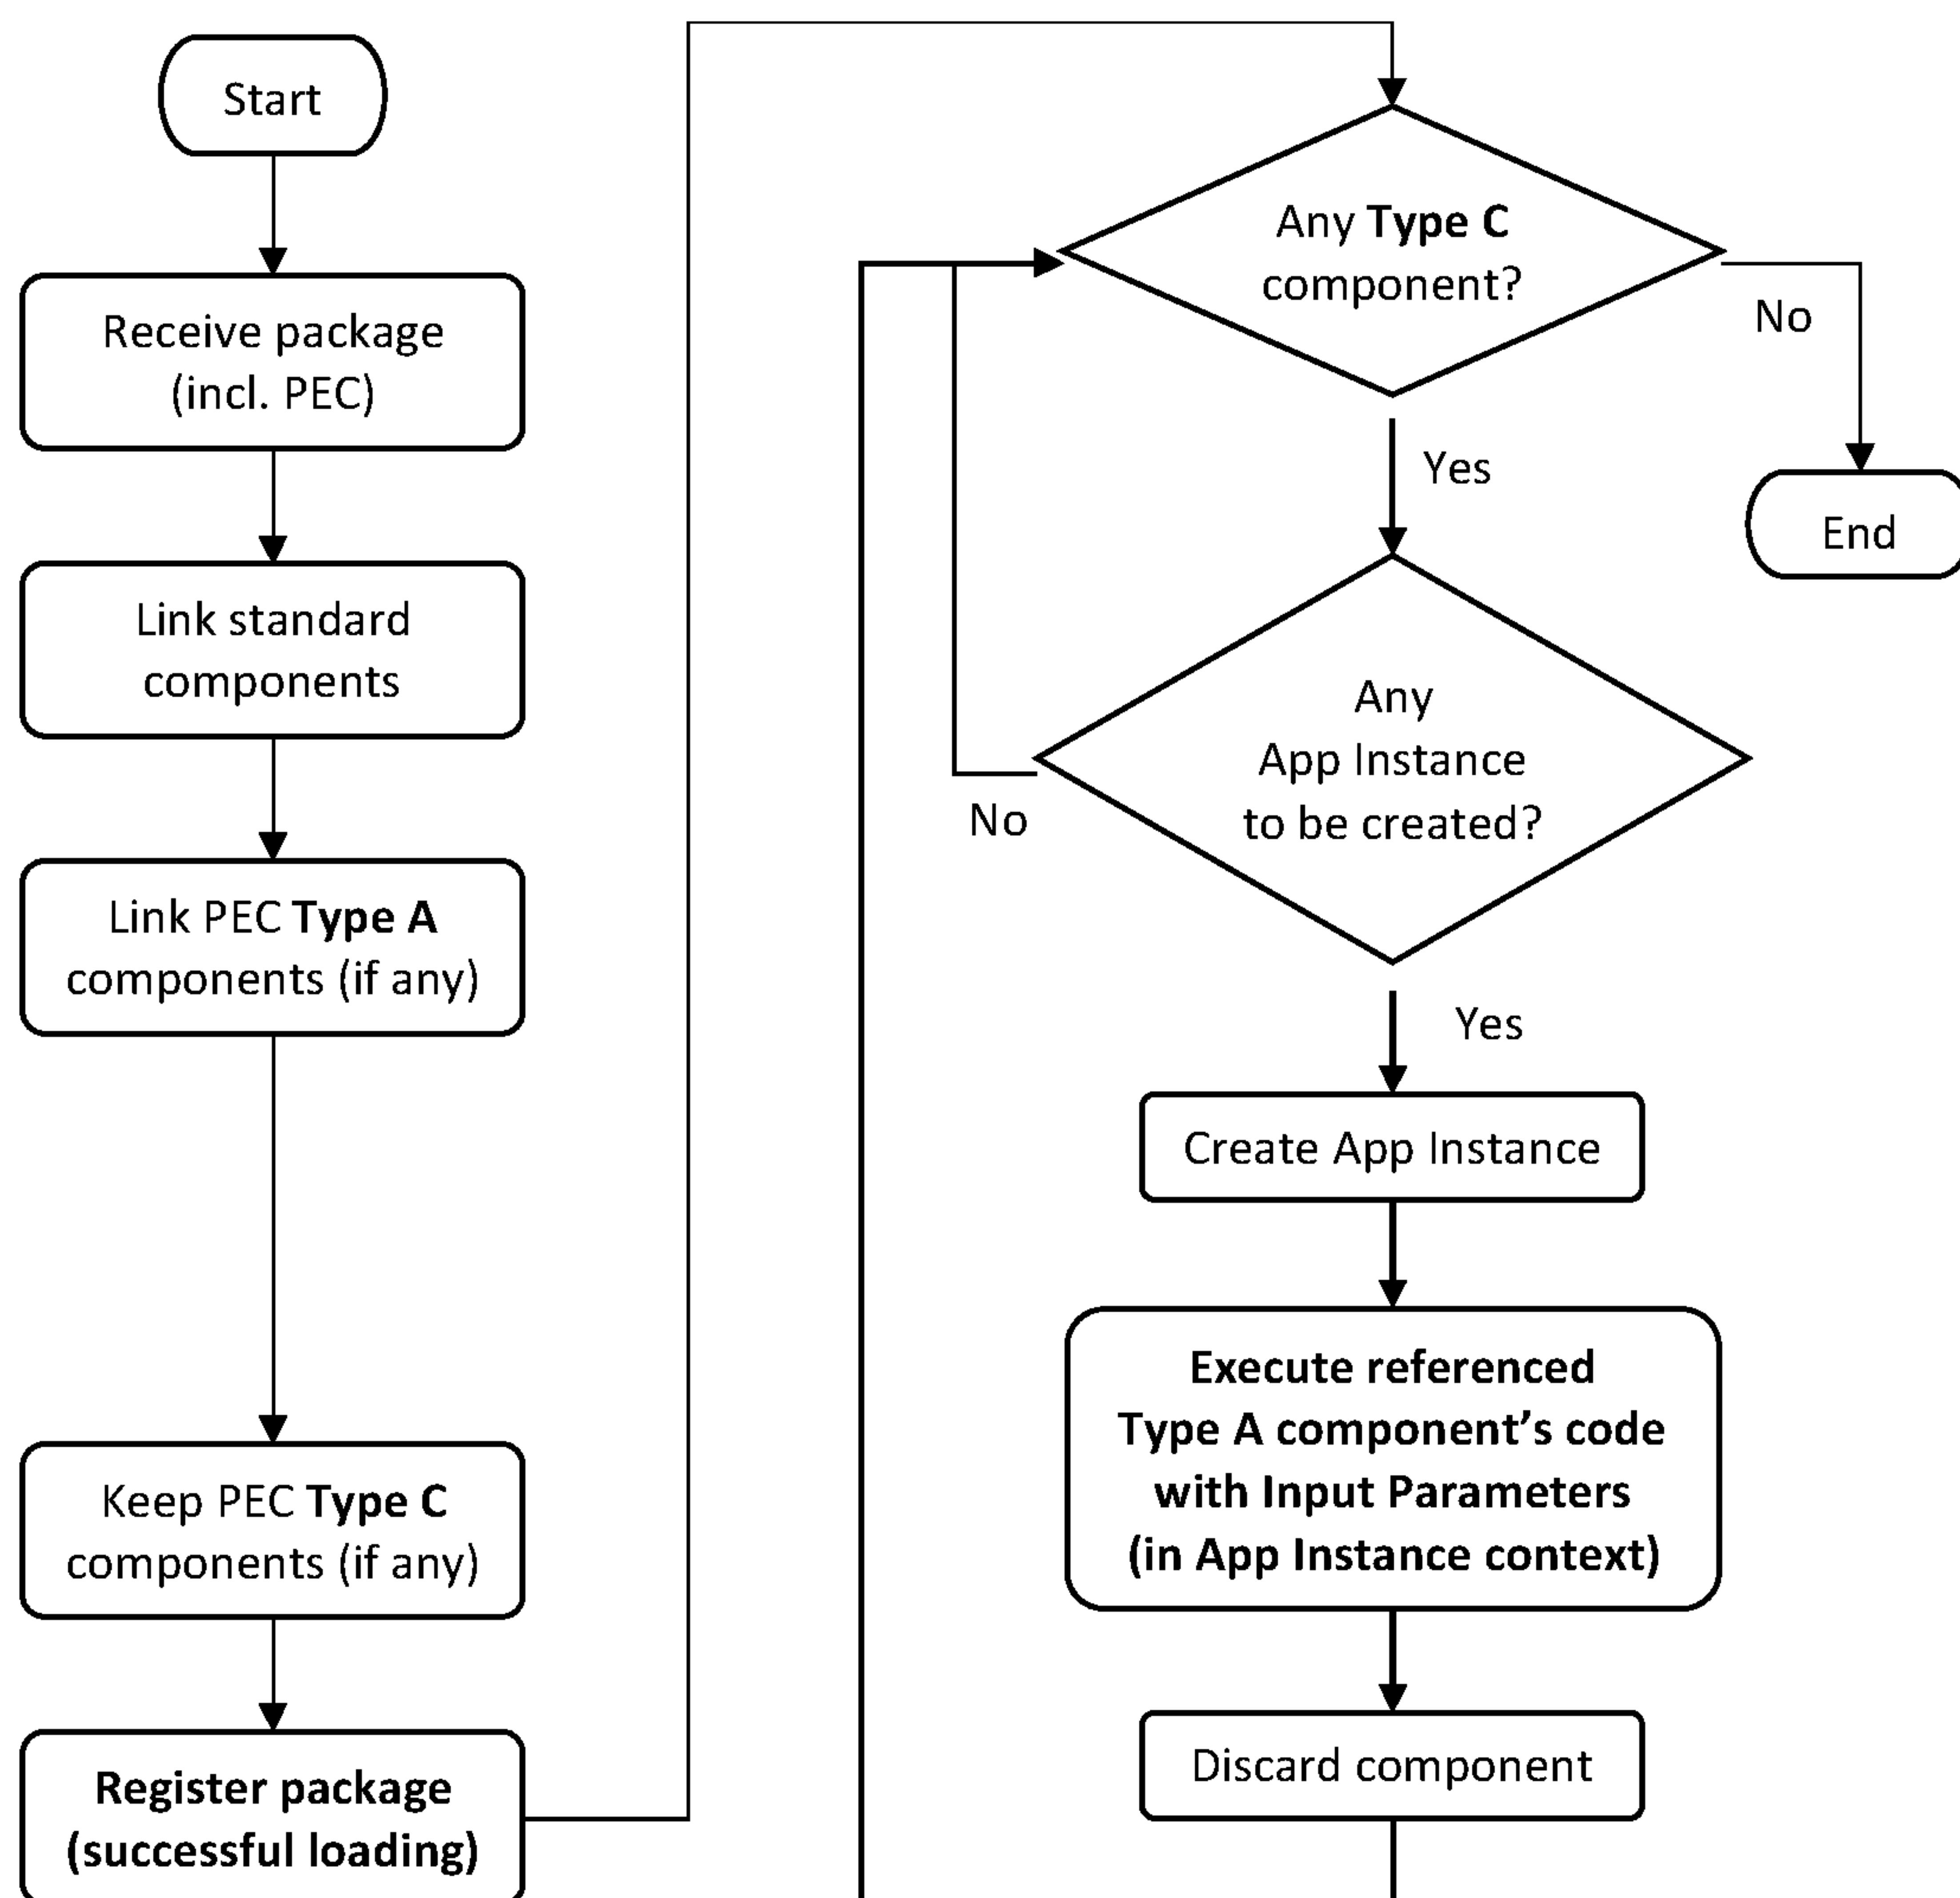 Start
Receive package
(incl. PEC)
Link standard
components
Link PEC Type A
components (if any)
Keep PEC Type C
components (if any)
Register package
(successful loading)
Any Type C
component?
No
End
Yes
Any
App Instance
to be created?
No
Yes
Create App Instance
Execute referenced
Type A component’s code
with Input Parameters
(in App Instance context)
Discard component